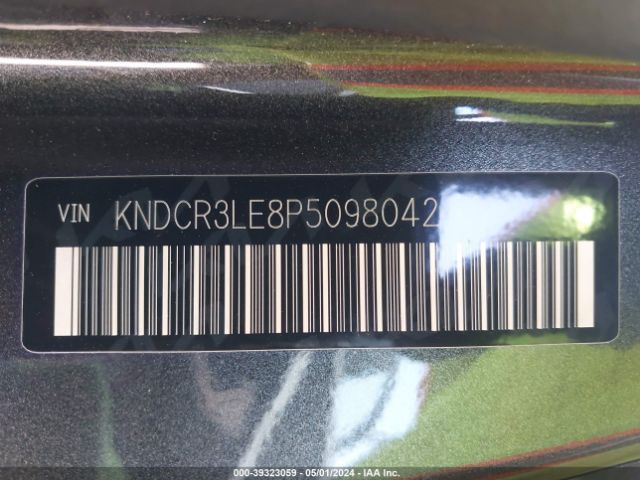 VIN KNDCR3LE8P5098042
000-39323059 - 05/01/2024 - IAA Inc.